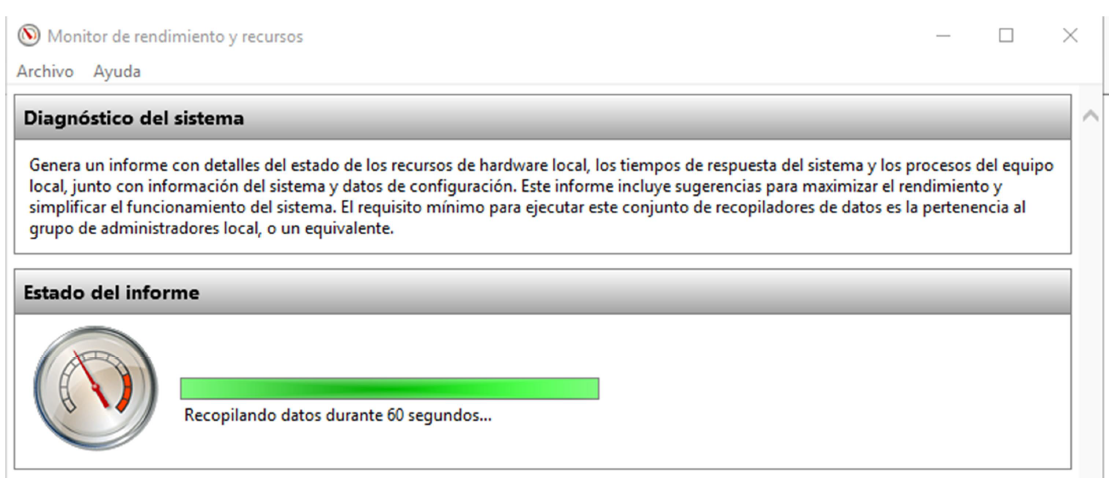 Monitor de rendimiento y recursos
Archivo Ayuda
Diagnóstico del sistema
Genera un informe con detalles del estado de los recursos de hardware local, los tiempos de respuesta del sistema y los procesos del equipo
local, junto con información del sistema y datos de configuración. Este informe incluye sugerencias para maximizar el rendimiento y
simplificar el funcionamiento del sistema. El requisito mínimo para ejecutar este conjunto de recopiladores de datos es la pertenencia al
grupo de administradores local, o un equivalente.
Estado del informe
Recopilando datos durante 60 segundos...